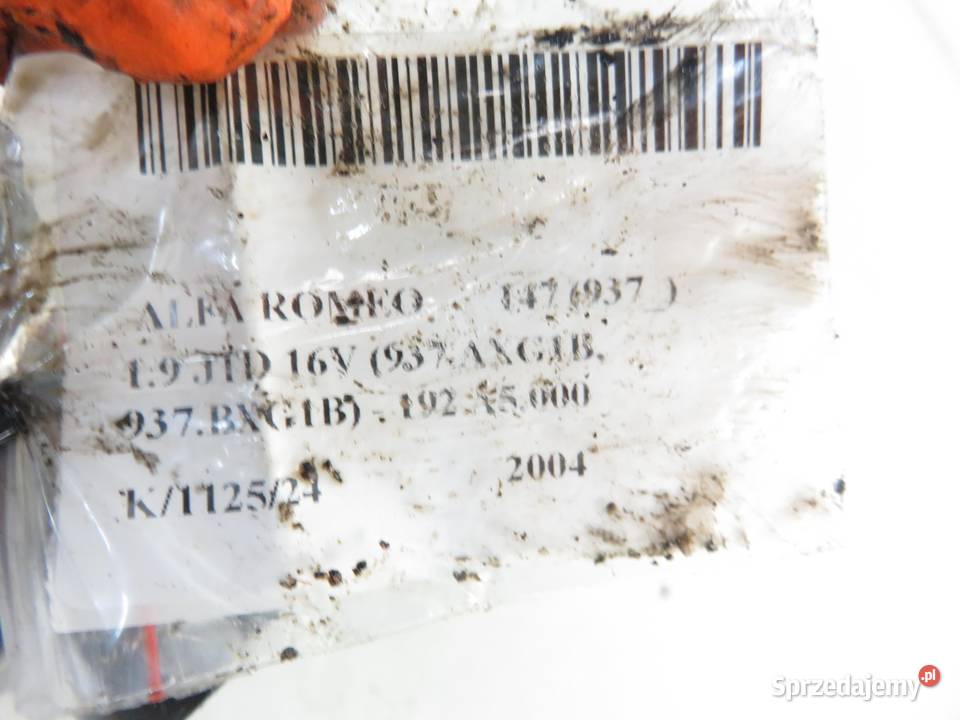 ALFA ROMEO 147 (937_)
1.9 JTD 16V (937.AXG1B,
937.BXG1B) - 192 A5.000
K/1125/24 2004
Sprzedajemy.pl